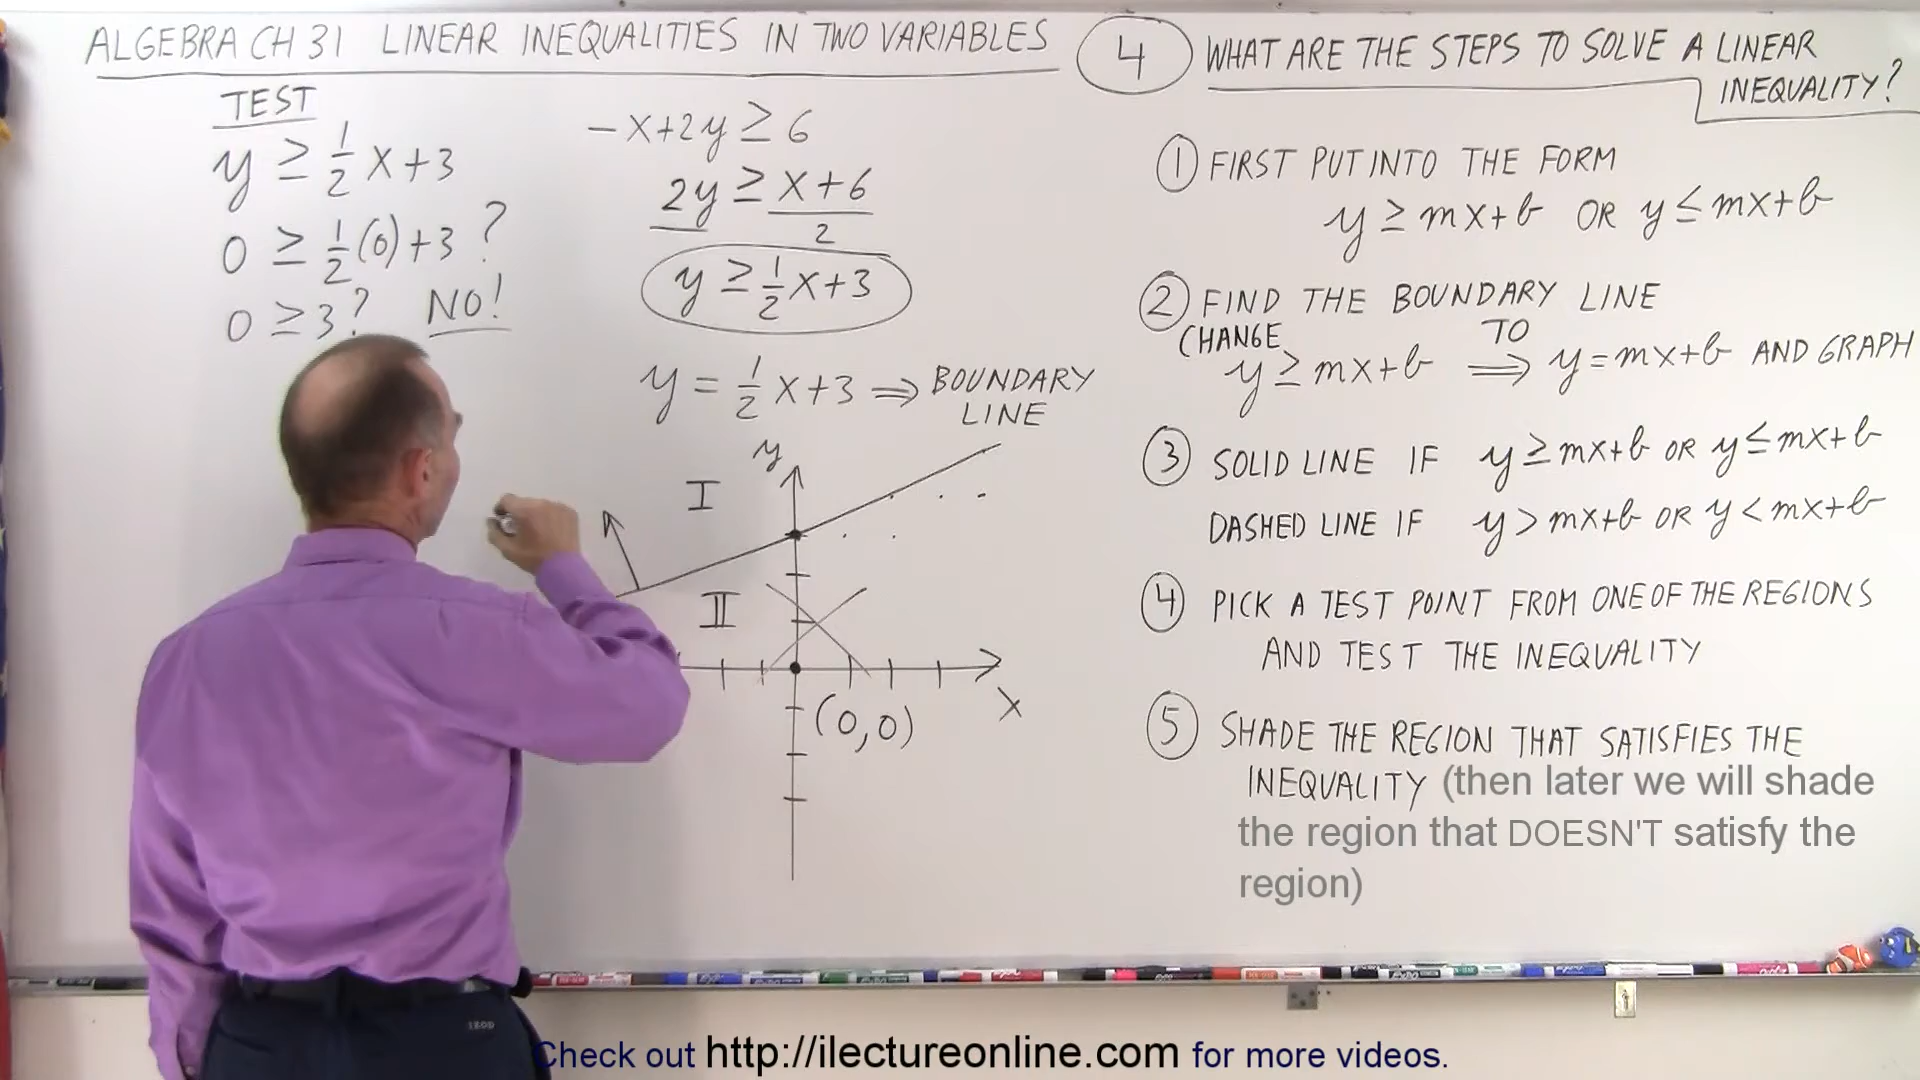 ALGEBRA CH 31 LINEAR INEQUALITIES IN TWO VARIABLES
4 WHAT ARE THE STEPS TO SOLVE A LINEAR
INEQUALITY?
TEST
y ≥ 1/2 x + 3
0 ≥ 1/2 (0) + 3 ?
0 ≥ 3? NO!
-x + 2y ≥ 6
2y ≥ x + 6
2
y ≥ 1/2 x + 3
y = 1/2 x + 3 ⇒ BOUNDARY
LINE
y
I
II
(0,0)
x
① FIRST PUT INTO THE FORM
y ≥ mx+b OR y ≤ mx+b
② FIND THE BOUNDARY LINE
CHANGE TO
y ≥ mx+b ⇒ y = mx+b AND GRAPH
③ SOLID LINE IF y ≥ mx+b OR y ≤ mx+b
DASHED LINE IF y > mx+b OR y < mx+b
④ PICK A TEST POINT FROM ONE OF THE REGIONS
AND TEST THE INEQUALITY
⑤ SHADE THE REGION THAT SATISFIES THE
INEQUALITY (then later we will shade
the region that DOESN'T satisfy the
region)
IZOD
Check out http://ilectureonline.com for more videos.